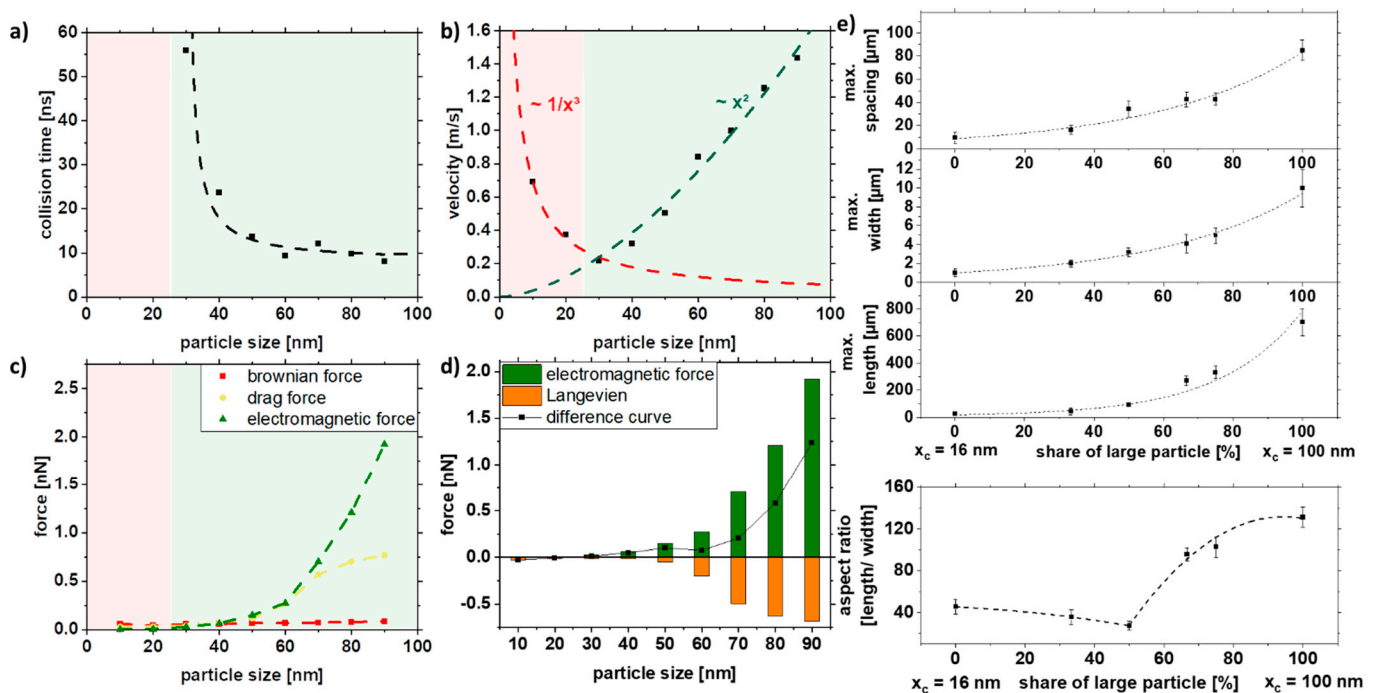 a)
60
50
40
30
20
10
0
collision time [ns]
0 20 40 60 80 100
particle size [nm]
b)
1.6
1.4
1.2
1.0
0.8
0.6
0.4
0.2
0.0
velocity [m/s]
~ 1/x³
~ x²
0 20 40 60 80 100
particle size [nm]
c)
2.5
2.0
1.5
1.0
0.5
0.0
force [nN]
brownian force
drag force
electromagnetic force
0 20 40 60 80 100
particle size [nm]
d)
2.0
1.5
1.0
0.5
0.0
-0.5
force [nN]
electromagnetic force
Langevien
difference curve
10 20 30 40 50 60 70 80 90
particle size [nm]
e)
max.
spacing [µm]
100
80
60
40
20
0
0 20 40 60 80 100
max.
width [µm]
12
10
8
6
4
2
0
0 20 40 60 80 100
max.
length [µm]
800
600
400
200
0
0 20 40 60 80 100
x_c = 16 nm share of large particle [%] x_c = 100 nm
aspect ratio
[length/ width]
160
120
80
40
0
0 20 40 60 80 100
x_c = 16 nm share of large particle [%] x_c = 100 nm